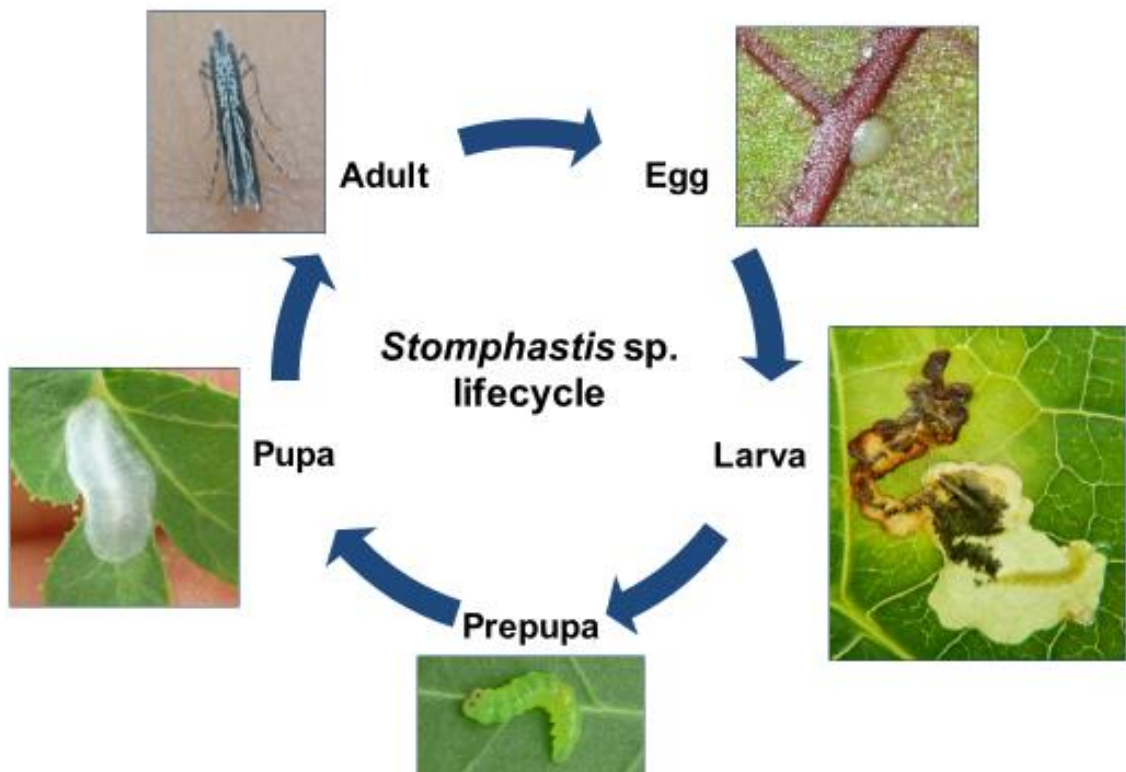 Adult
Egg
Stomphastis sp.
lifecycle
Pupa
Larva
Prepupa